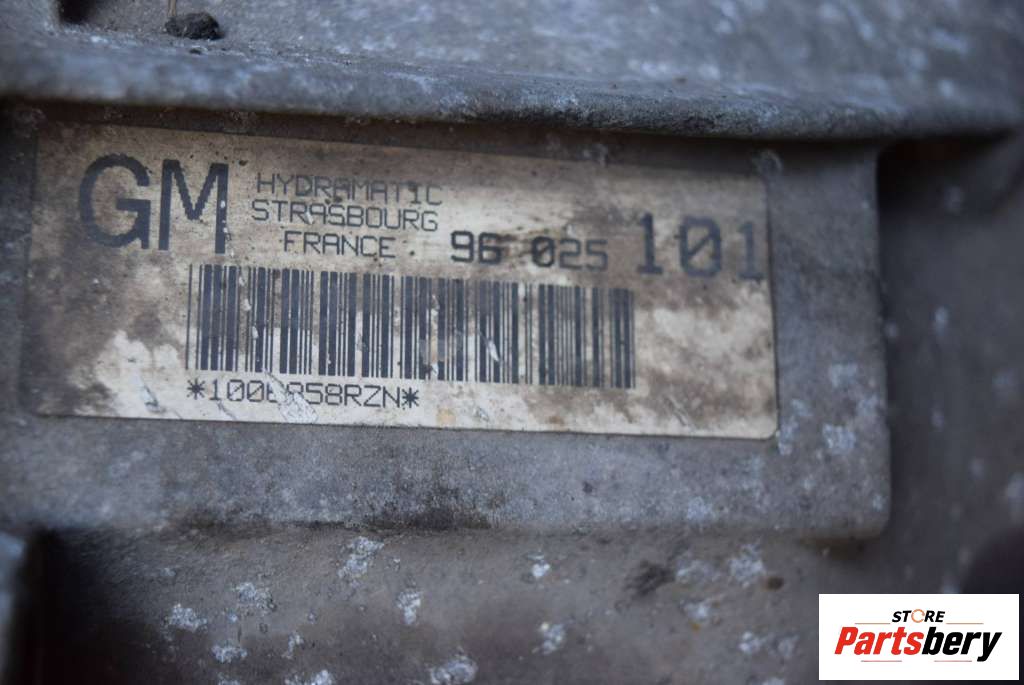 GM
HYDRAMATIC
STRASBOURG
FRANCE 96 025 101
STORE
Partsbery